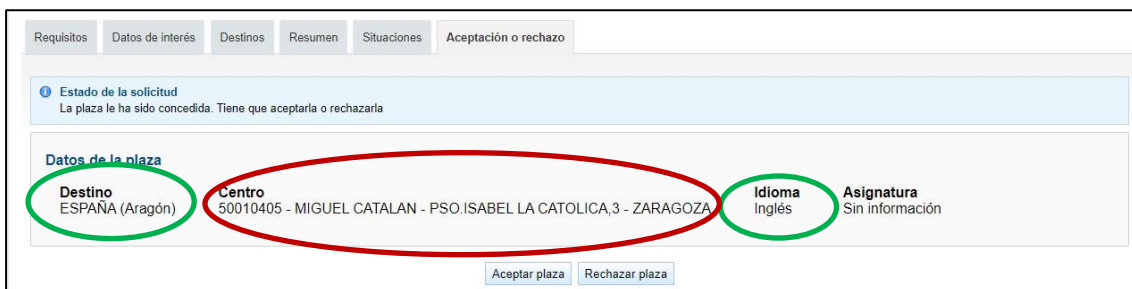 Requisitos Datos de interés Destinos Resumen Situaciones Aceptación o rechazo
Estado de la solicitud
La plaza le ha sido concedida. Tiene que aceptarla o rechazarla
Datos de la plaza
Destino Centro Idioma Asignatura
ESPAÑA (Aragón) 50010405 - MIGUEL CATALAN - PSO.ISABEL LA CATOLICA,3 - ZARAGOZA Inglés Sin información
Aceptar plaza Rechazar plaza